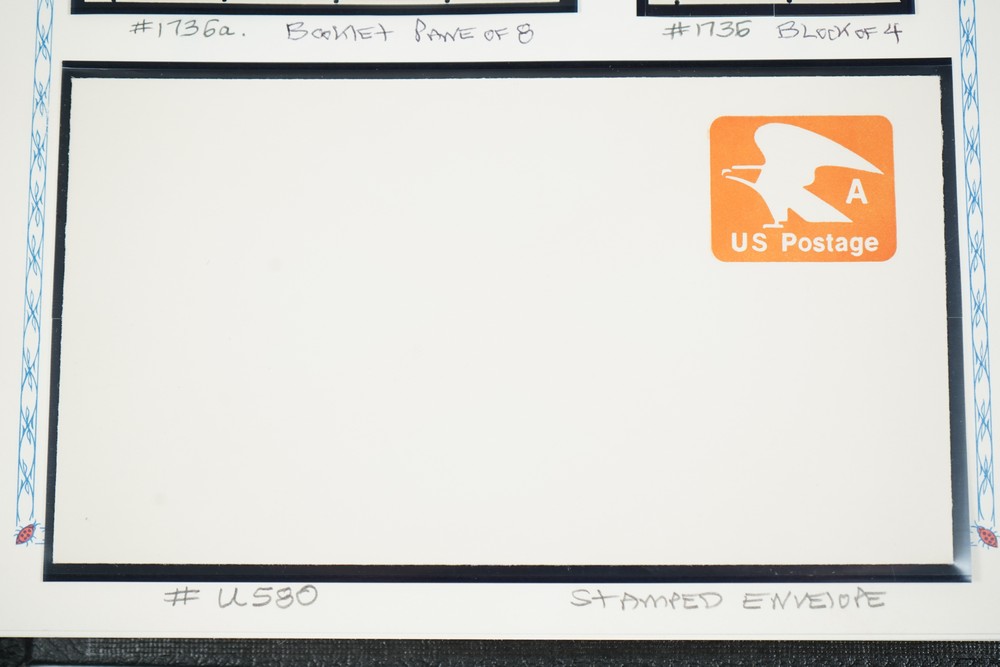 #1736a. BOOKLET PANE OF 8
#1735 BLOCK OF 4
A
US Postage
# U580
STAMPED ENVELOPE